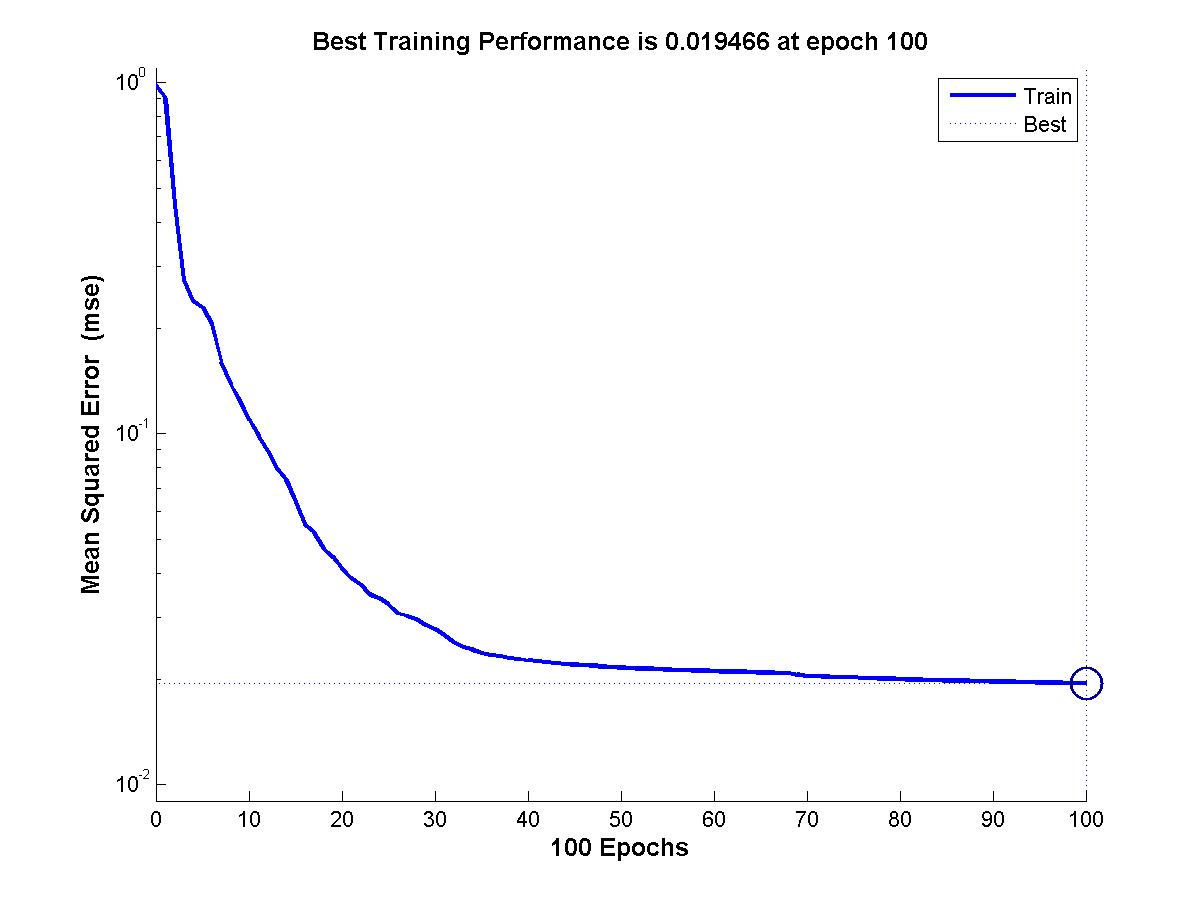 Best Training Performance is 0.019466 at epoch 100
10^0
10^-1
10^-2
Mean Squared Error (mse)
Train
Best
0 10 20 30 40 50 60 70 80 90 100
100 Epochs